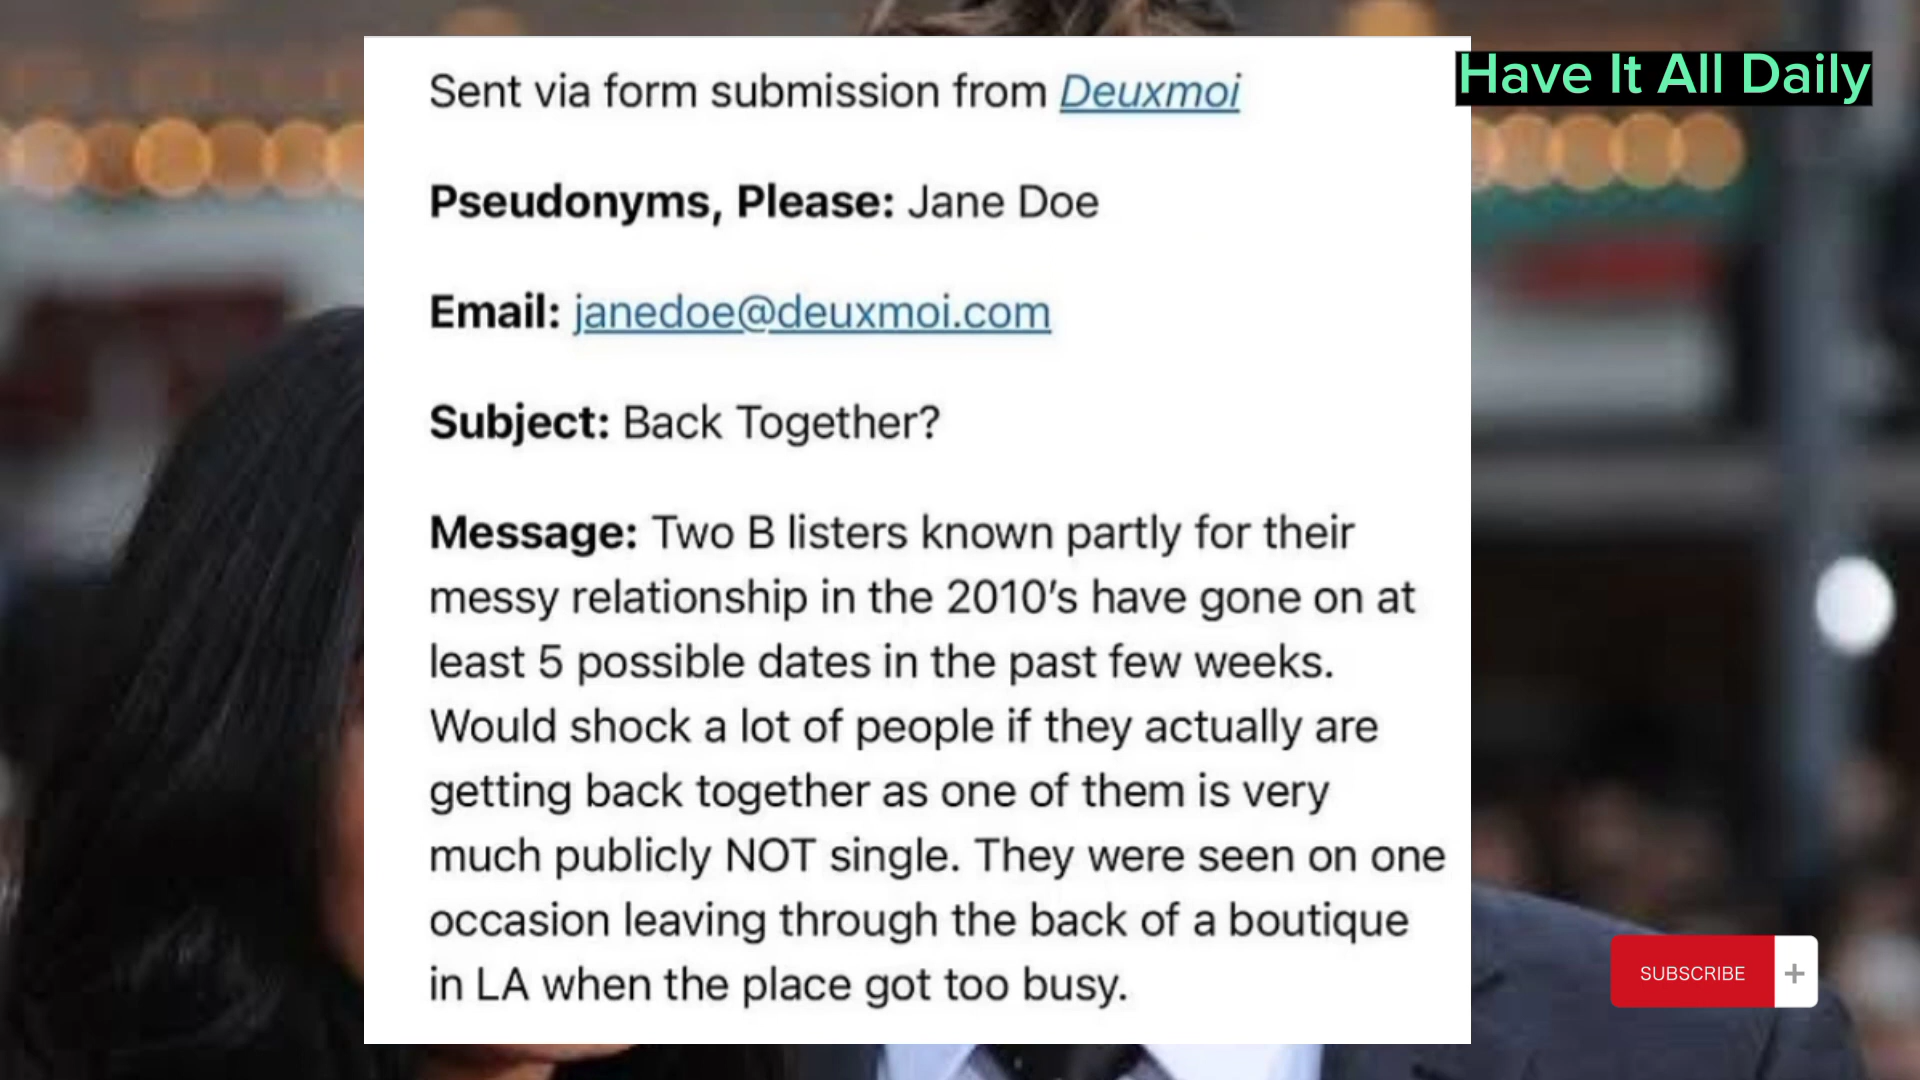 Have It All Daily
Sent via form submission from Deuxmoi
Pseudonyms, Please: Jane Doe
Email: janedoe@deuxmoi.com
Subject: Back Together?
Message: Two B listers known partly for their
messy relationship in the 2010's have gone on at
least 5 possible dates in the past few weeks.
Would shock a lot of people if they actually are
getting back together as one of them is very
much publicly NOT single. They were seen on one
occasion leaving through the back of a boutique
in LA when the place got too busy.
SUBSCRIBE +